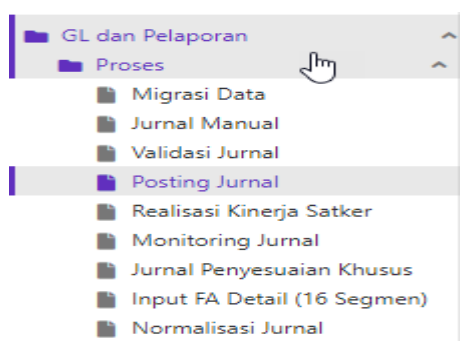 GL dan Pelaporan
Proses
Migrasi Data
Jurnal Manual
Validasi Jurnal
Posting Jurnal
Realisasi Kinerja Satker
Monitoring Jurnal
Jurnal Penyesuaian Khusus
Input FA Detail (16 Segmen)
Normalisasi Jurnal